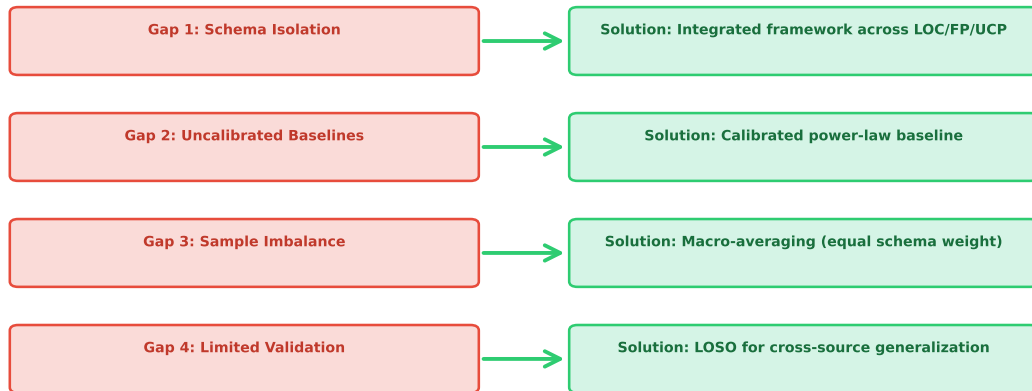 Gap 1: Schema Isolation
Solution: Integrated framework across LOC/FP/UCP
Gap 2: Uncalibrated Baselines
Solution: Calibrated power-law baseline
Gap 3: Sample Imbalance
Solution: Macro-averaging (equal schema weight)
Gap 4: Limited Validation
Solution: LOSO for cross-source generalization